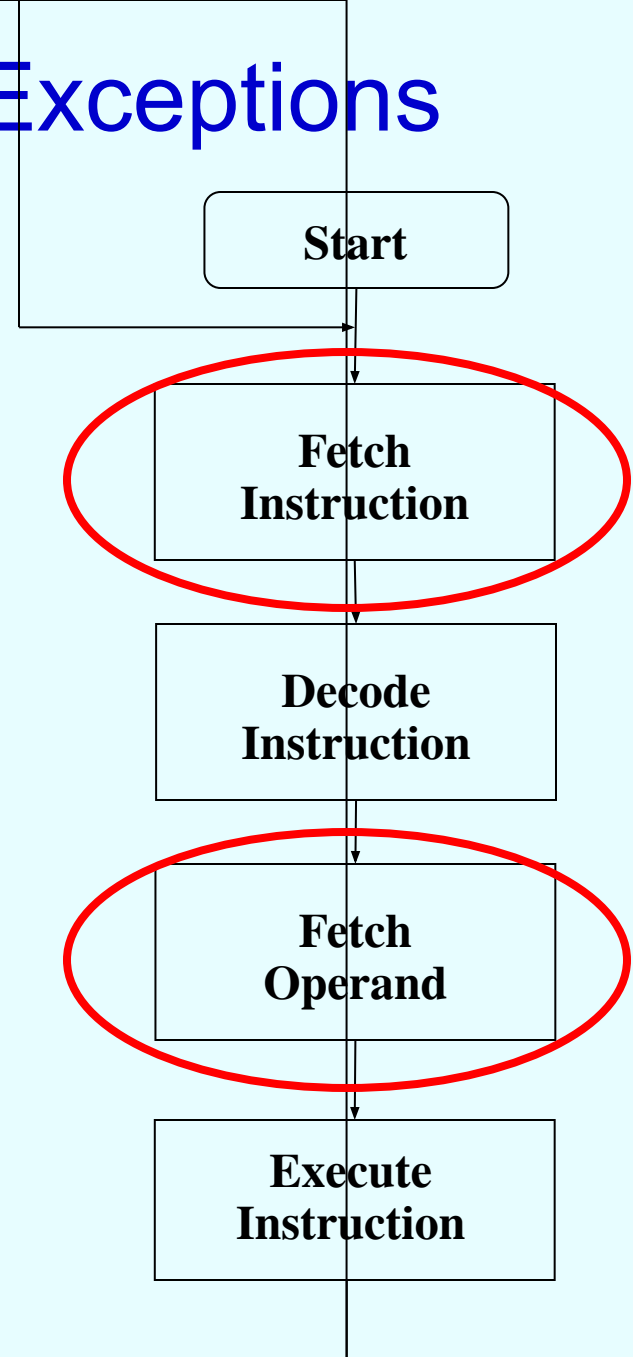 Exceptions
Start
Fetch
Instruction
Decode
Instruction
Fetch
Operand
Execute
Instruction